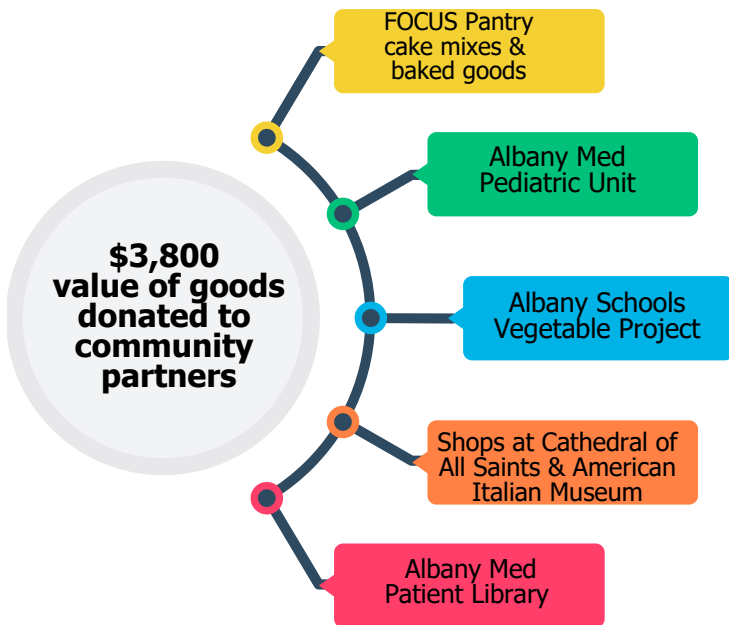 FOCUS Pantry
cake mixes &
baked goods
Albany Med
Pediatric Unit
$3,800
value of goods
donated to
community
partners
Albany Schools
Vegetable Project
Shops at Cathedral of
All Saints & American
Italian Museum
Albany Med
Patient Library